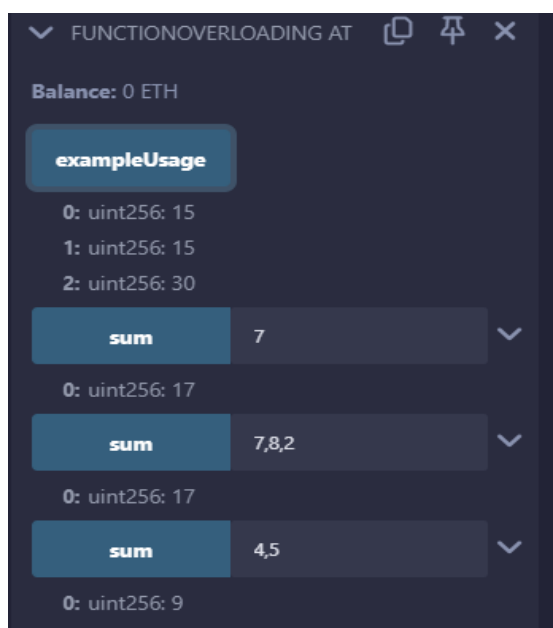 FUNCTIONOVERLOADING AT
Balance: 0 ETH
exampleUsage
0: uint256: 15
1: uint256: 15
2: uint256: 30
sum 7
0: uint256: 17
sum 7,8,2
0: uint256: 17
sum 4,5
0: uint256: 9